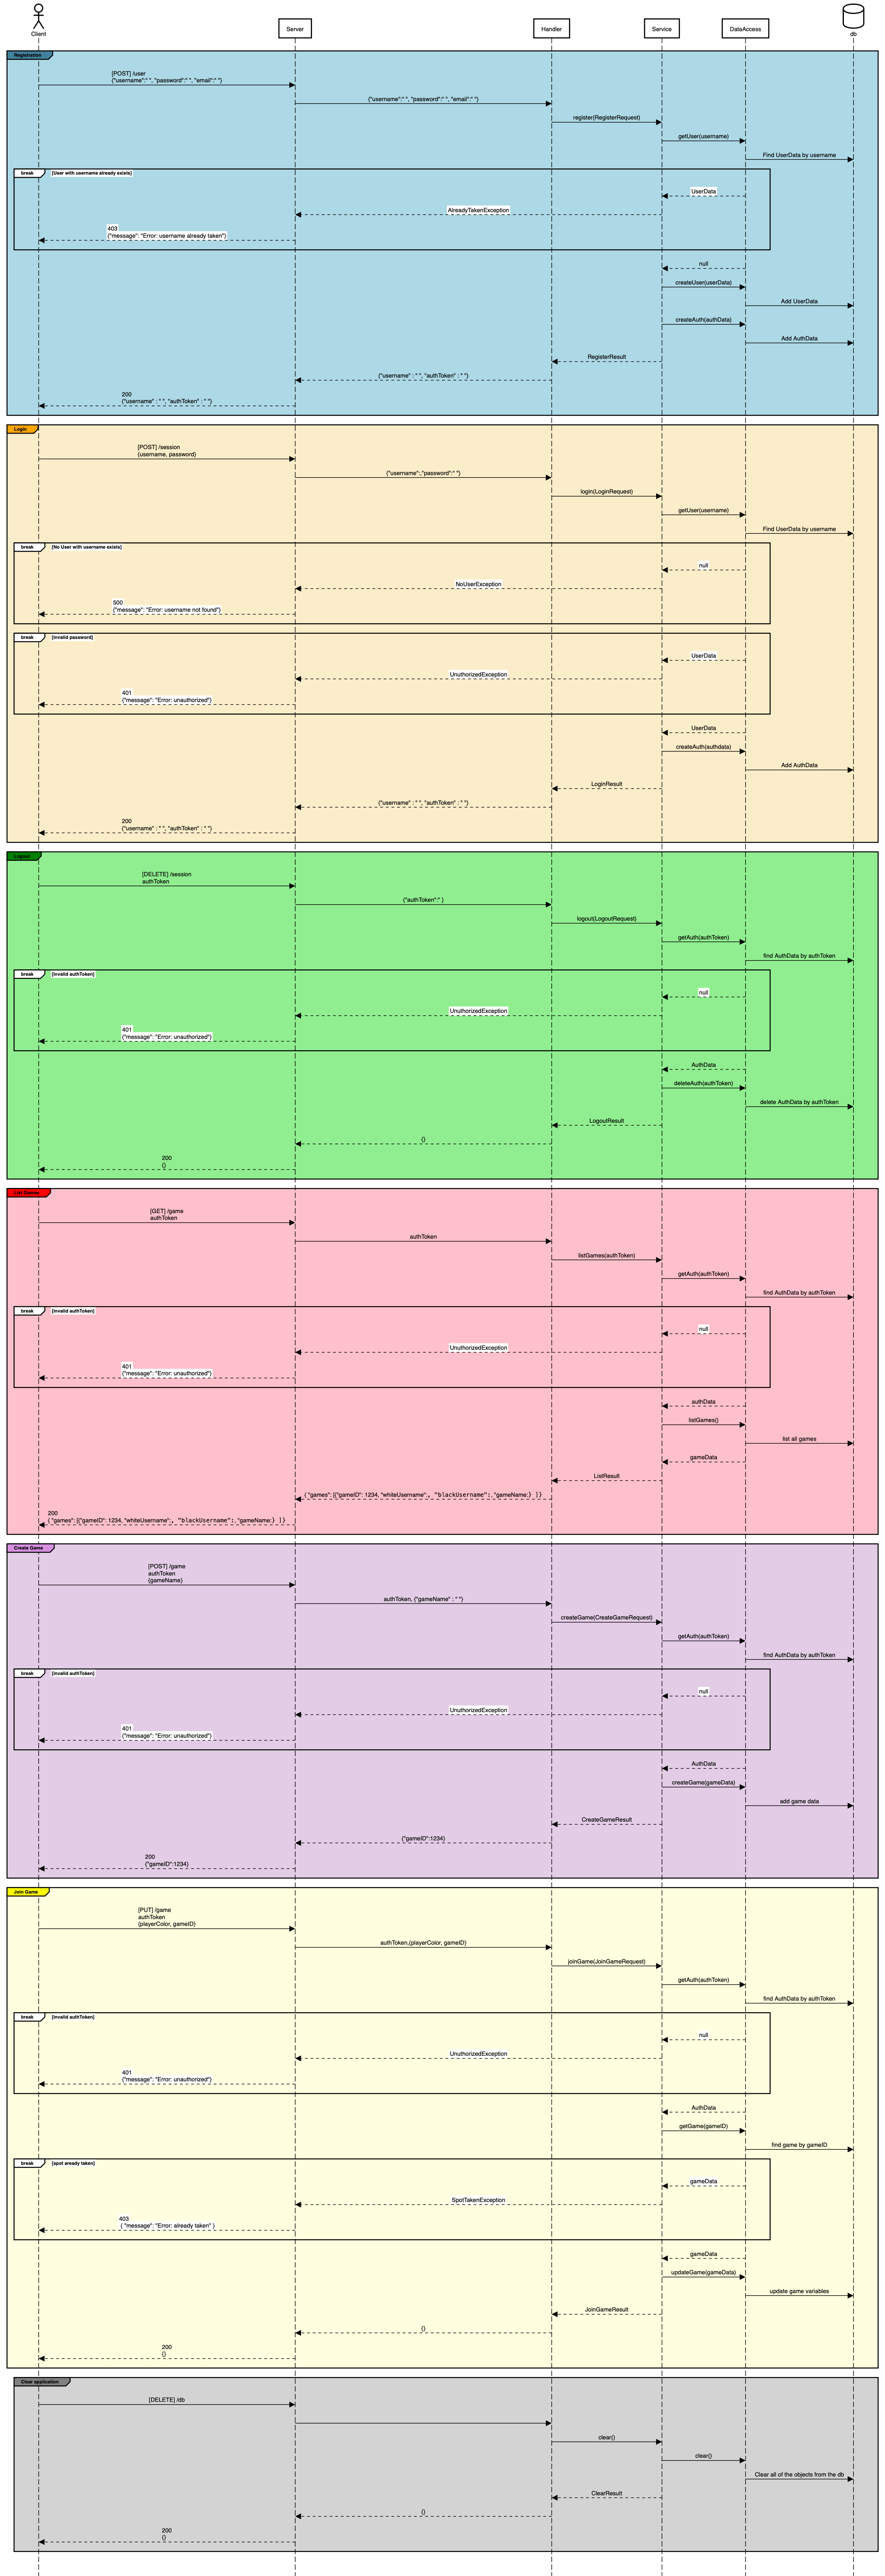 Client
Server
Handler
Service
DataAccess
db
Registration
[POST] /user
{"username":" ", "password":" ", "email":" "}
{"username":" ", "password":" ", "email":" "}
register(RegisterRequest)
getUser(username)
Find UserData by username
break
[User with username already exists]
UserData
AlreadyTakenException
403
{"message": "Error: username already taken"}
null
createUser(userData)
Add UserData
createAuth(authData)
Add AuthData
RegisterResult
{"username" : " ", "authToken" : " "}
200
{"username" : " ", "authToken" : " "}
Login
[POST] /session
{username, password}
{"username":,"password":" "}
login(LoginRequest)
getUser(username)
Find UserData by username
break
[No User with username exists]
null
NoUserException
500
{"message": "Error: username not found"}
break
[invalid password]
UserData
UnuthorizedException
401
{"message": "Error: unauthorized"}
UserData
createAuth(authdata)
Add AuthData
LoginResult
{"username" : " ", "authToken" : " "}
200
{"username" : " ", "authToken" : " "}
Logout
[DELETE] /session
authToken
{"authToken":" }
logout(LogoutRequest)
getAuth(authToken)
find AuthData by authToken
break
[invalid authToken]
null
UnuthorizedException
401
{"message": "Error: unauthorized"}
AuthData
deleteAuth(authToken)
delete AuthData by authToken
LogoutResult
{}
200
{}
List Games
[GET] /game
authToken
authToken
listGames(authToken)
getAuth(authToken)
find AuthData by authToken
break
[invalid authToken]
null
UnuthorizedException
401
{"message": "Error: unauthorized"}
authData
listGames()
list all games
gameData
ListResult
{ "games": [{"gameID": 1234, "whiteUsername":, "blackUsername":, "gameName:} ]}
200
{ "games": [{"gameID": 1234, "whiteUsername":, "blackUsername":, "gameName:} ]}
Create Game
[POST] /game
authToken
{gameName}
authToken, {"gameName" : " "}
createGame(CreateGameRequest)
getAuth(authToken)
find AuthData by authToken
break
[invalid authToken]
null
UnuthorizedException
401
{"message": "Error: unauthorized"}
AuthData
createGame(gameData)
add game data
CreateGameResult
{"gameID":1234}
200
{"gameID":1234}
Join Game
[PUT] /game
authToken
{playerColor, gameID}
authToken,{playerColor, gameID}
joinGame(JoinGameRequest)
getAuth(authToken)
find AuthData by authToken
break
[invalid authToken]
null
UnuthorizedException
401
{"message": "Error: unauthorized"}
AuthData
getGame(gameID)
find game by gameID
break
[spot aready taken]
gameData
SpotTakenException
403
{ "message": "Error: already taken" }
gameData
updateGame(gameData)
update game variables
JoinGameResult
{}
200
{}
Clear application
[DELETE] /db
clear()
clear()
Clear all of the objects from the db
ClearResult
{}
200
{}